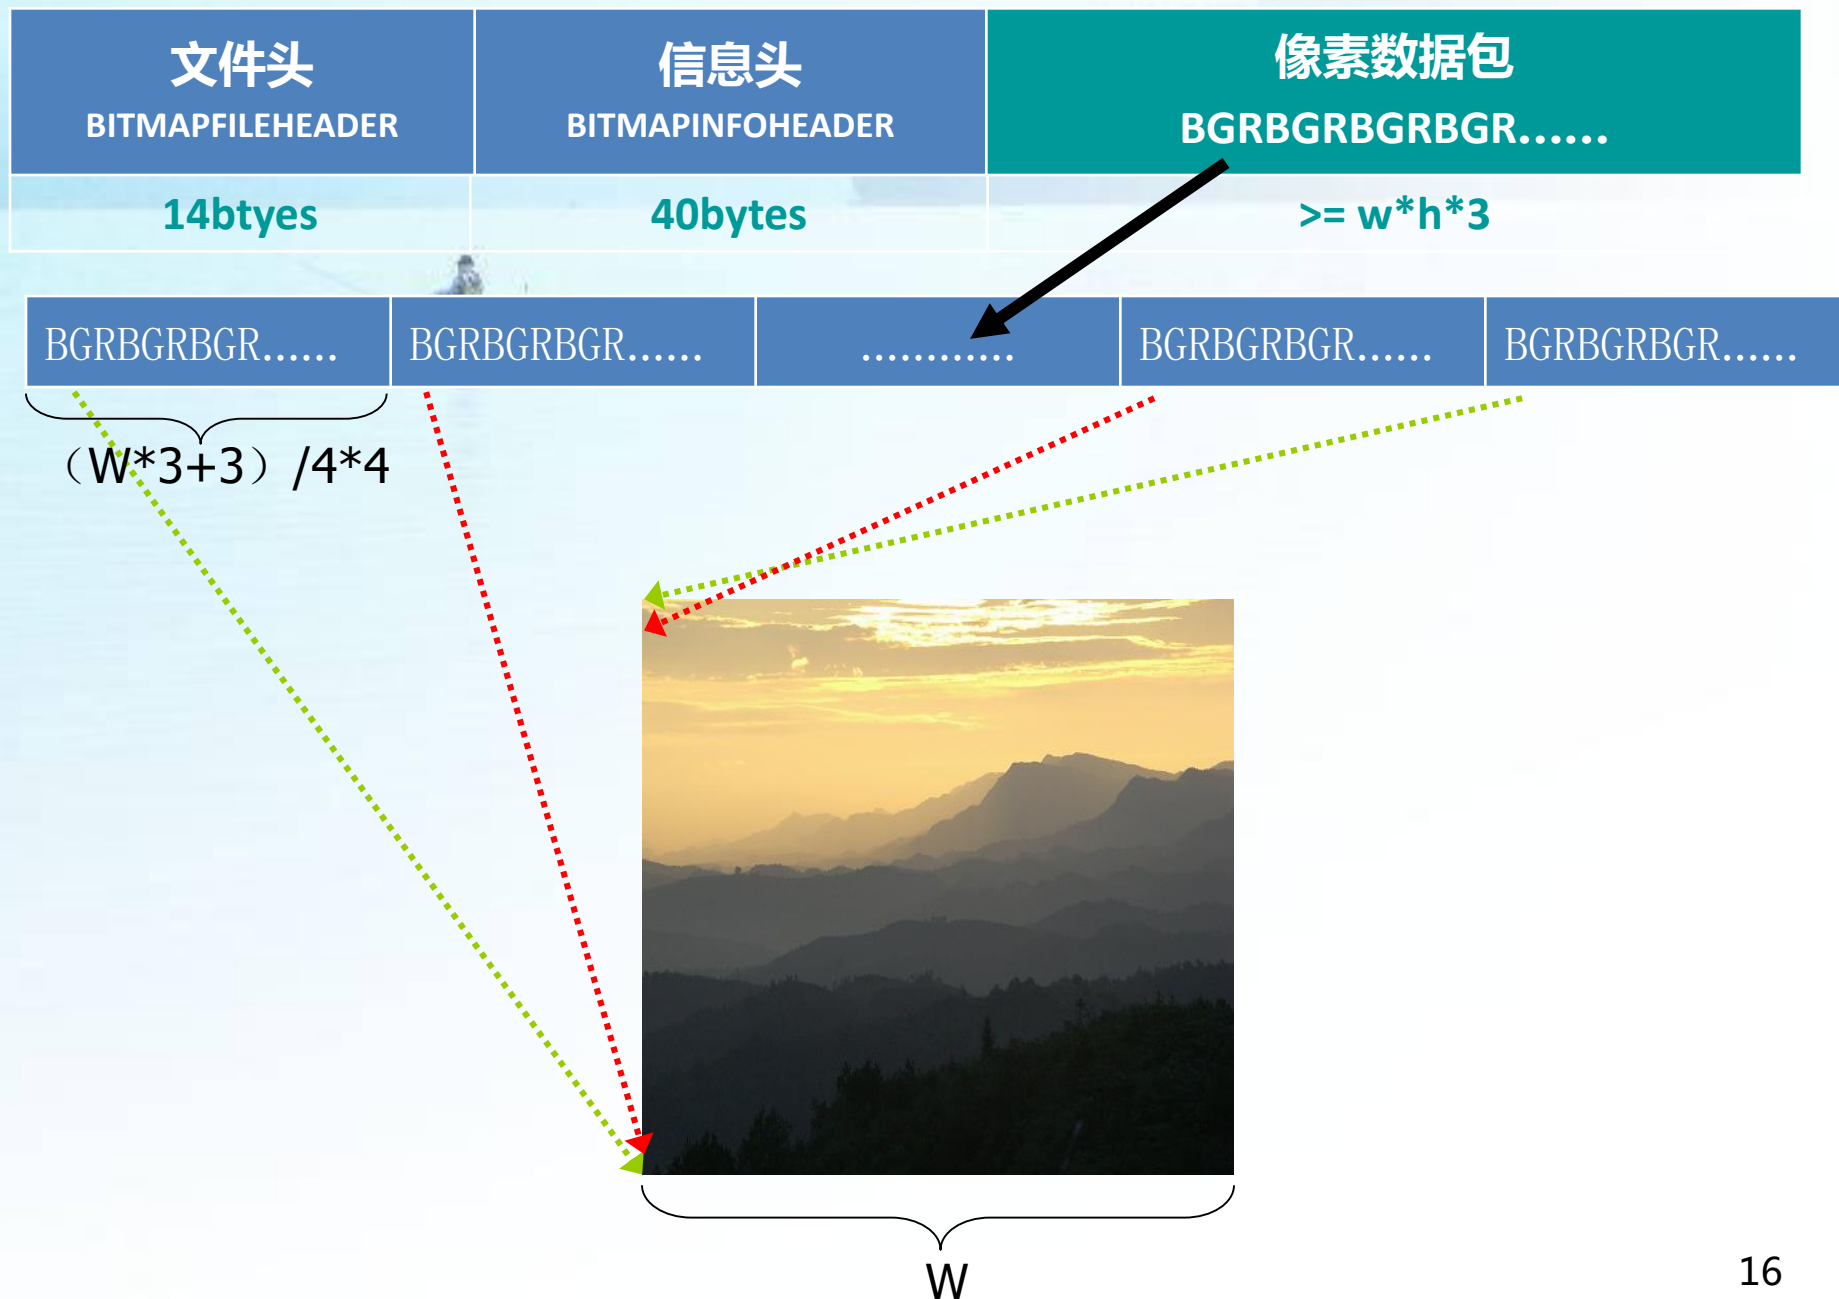 文件头
BITMAPFILEHEADER
信息头
BITMAPINFOHEADER
像素数据包
BGRBGRBGRBGR......
14btyes
40bytes
>= w*h*3
BGRBGRBGR......
BGRBGRBGR......
............
BGRBGRBGR......
BGRBGRBGR......
（W*3+3）/4*4
W
16